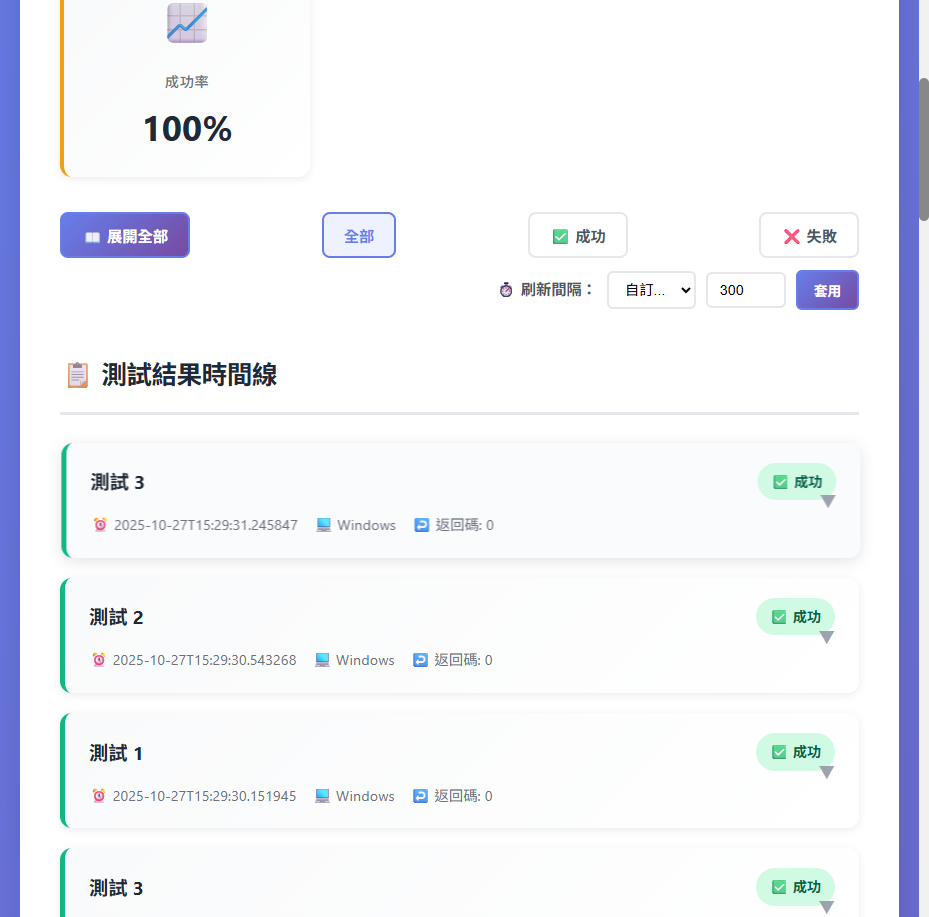 成功率
100%
展開全部
全部
成功
失敗
刷新間隔：
自訂...
300
套用
測試結果時間線
測試 3
成功
2025-10-27T15:29:31.245847 Windows 返回碼: 0
測試 2
成功
2025-10-27T15:29:30.543268 Windows 返回碼: 0
測試 1
成功
2025-10-27T15:29:30.151945 Windows 返回碼: 0
測試 3
成功